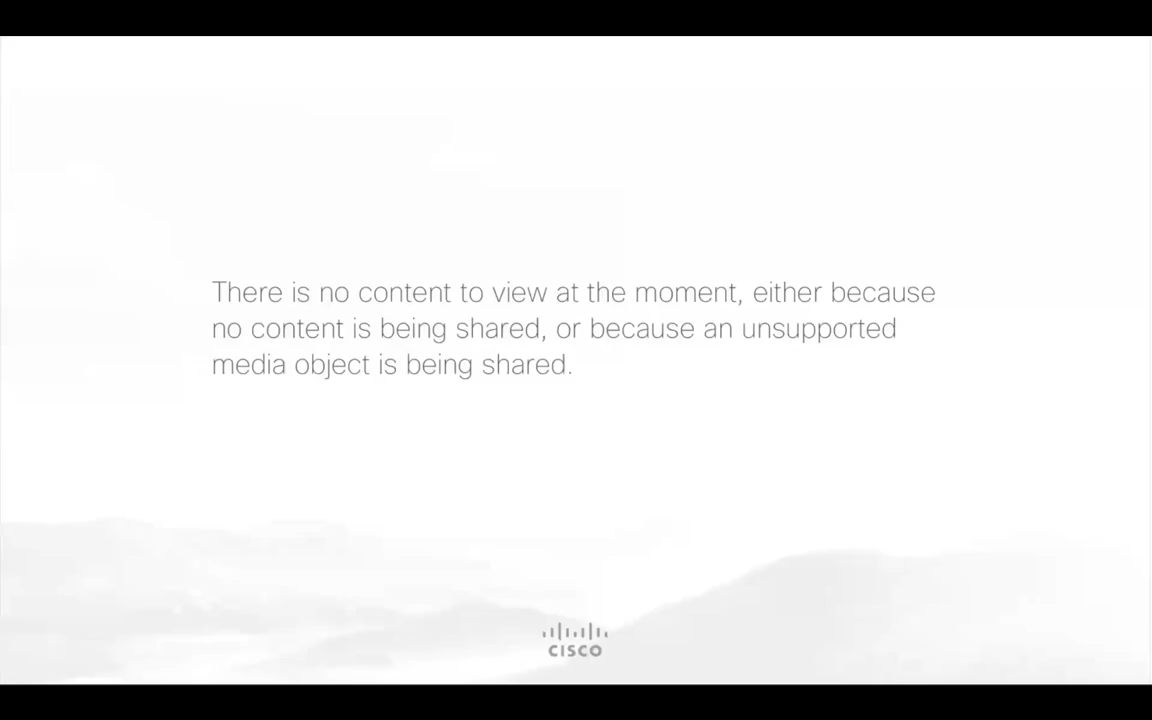 There is no content to view at the moment, either because
no content is being shared, or because an unsupported
media object is being shared.
CISCO